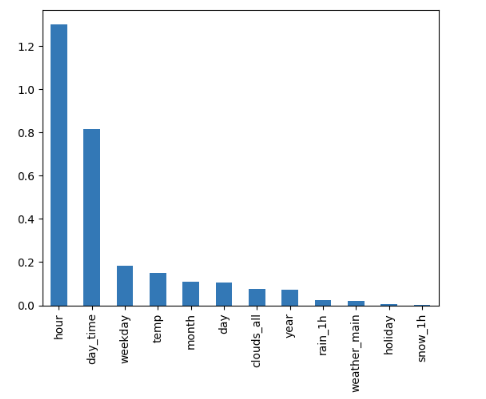 1.2
1.0
0.8
0.6
0.4
0.2
0.0
hour
day_time
weekday
temp
month
day
clouds_all
year
rain_1h
weather_main
holiday
snow_1h